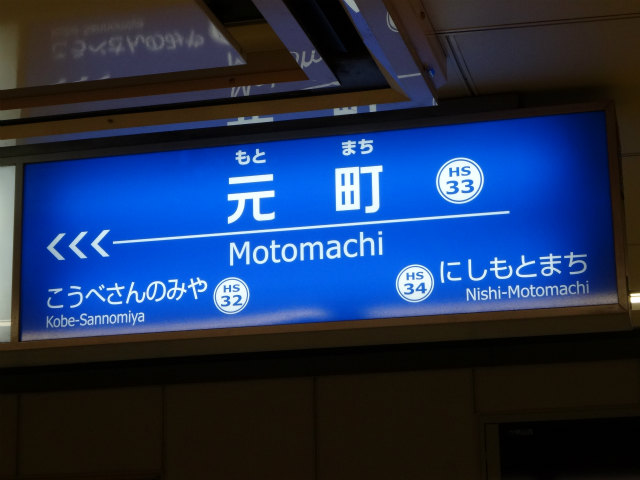 もと まち
元 町 HS 33
<<< Motomachi
こうべさんのみや HS 32 HS 34 にしもとまち
Kobe-Sannomiya Nishi-Motomachi